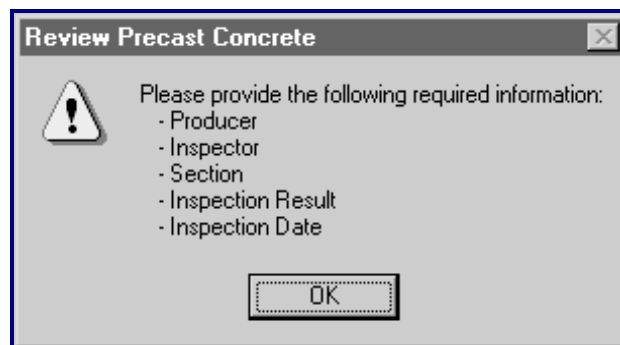 Review Precast Concrete
Please provide the following required information:
- Producer
- Inspector
- Section
- Inspection Result
- Inspection Date
OK